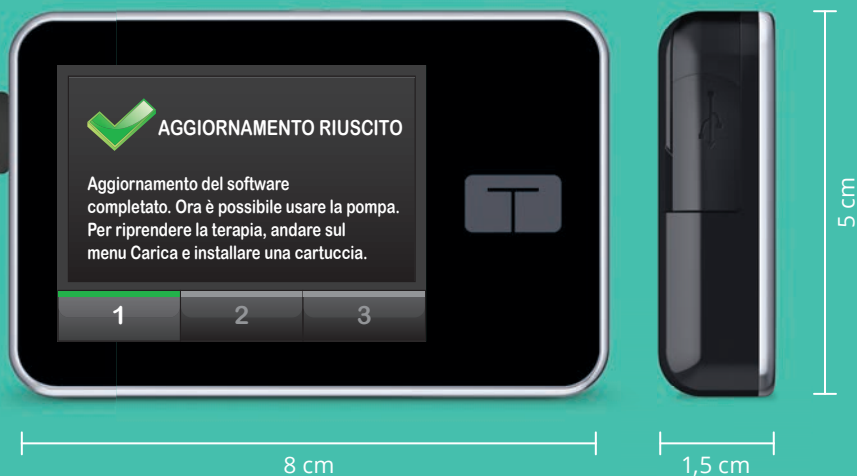 AGGIORNAMENTO RIUSCITO
Aggiornamento del software
completato. Ora è possibile usare la pompa.
Per riprendere la terapia, andare sul
menu Carica e installare una cartuccia.
1 2 3
5 cm
8 cm
1,5 cm